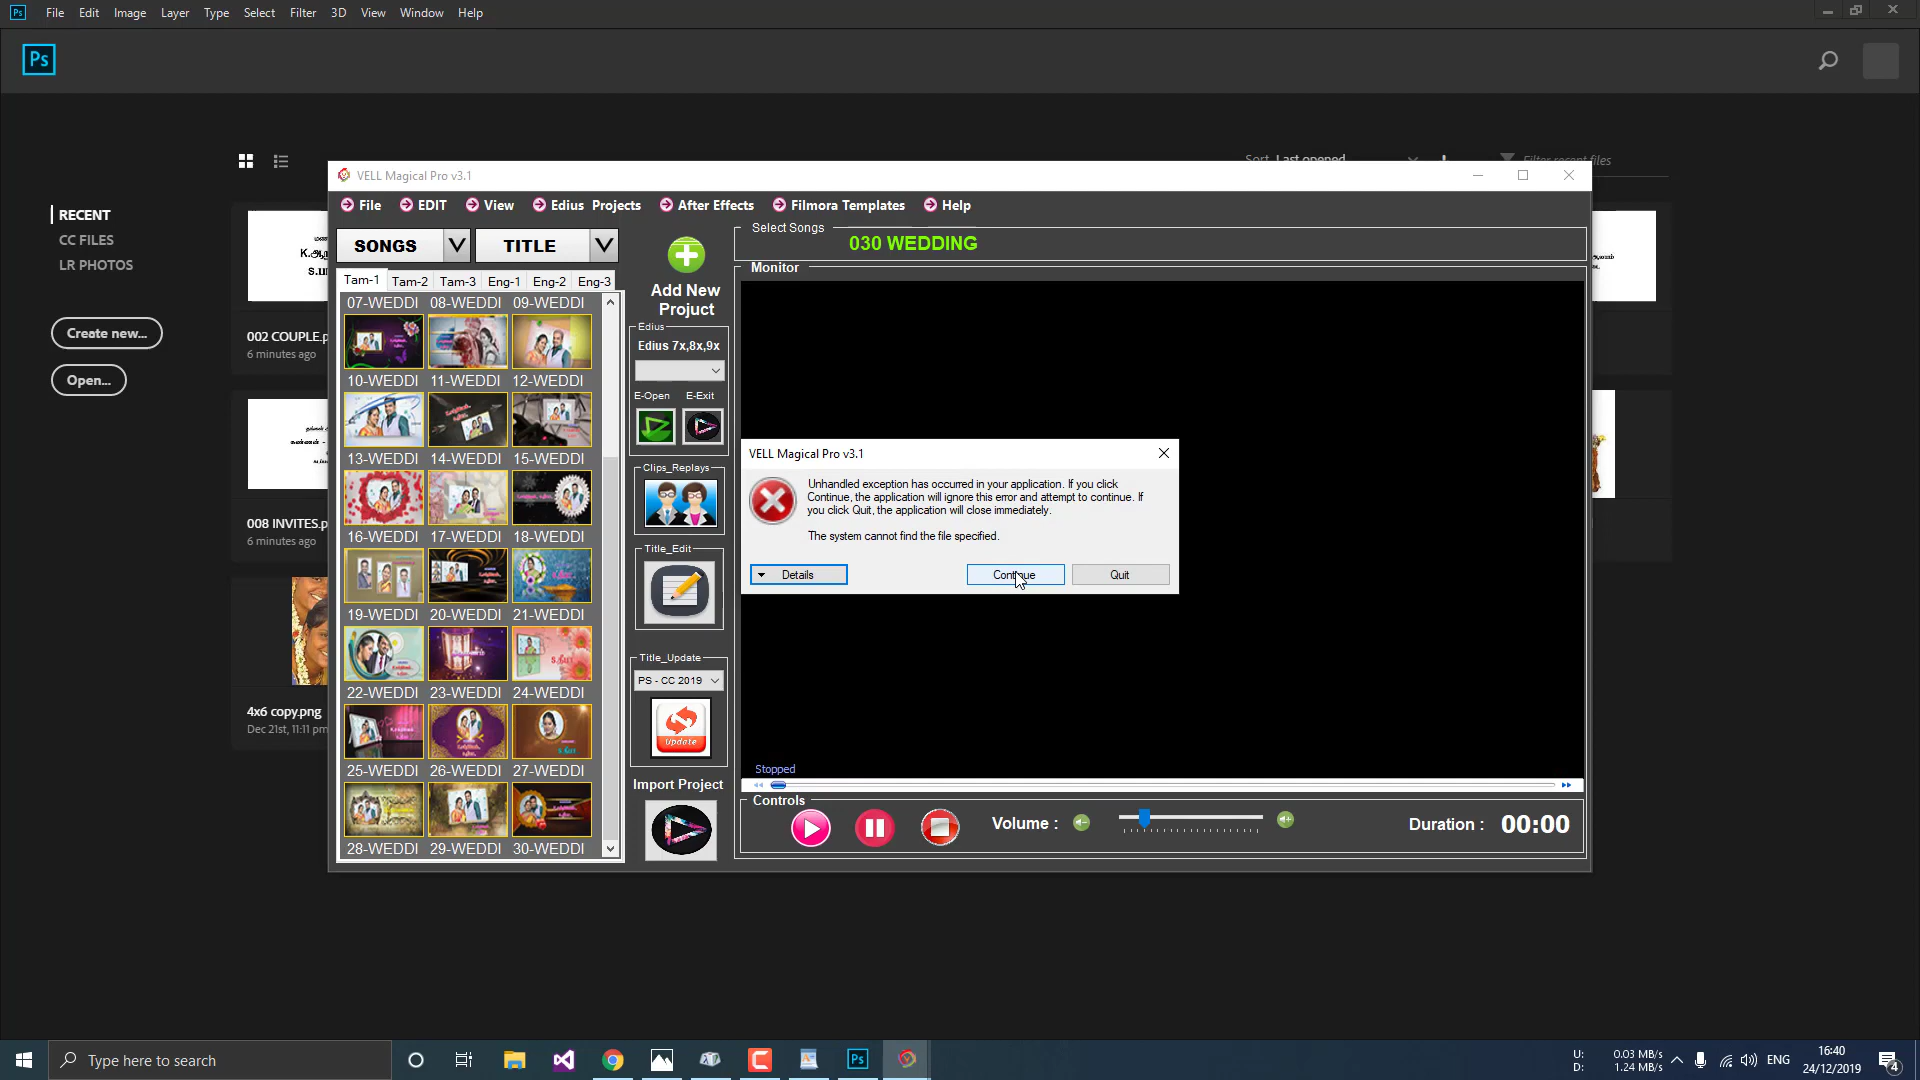 Ps File Edit Image Layer Type Select Filter 3D View Window Help
Ps
RECENT
CC FILES
LR PHOTOS
Create new...
Open...
002 COUPLE.p
6 minutes ago
008 INVITES.p
6 minutes ago
4x6 copy.png
Dec 21st, 11:11 pm
Sort Last opened
Filter recent files
VELL Magical Pro v3.1
File EDIT View Edius Projects After Effects Filmora Templates Help
SONGS V TITLE V
Tam-1 Tam-2 Tam-3 Eng-1 Eng-2 Eng-3
07-WEDDI 08-WEDDI 09-WEDDI
10-WEDDI 11-WEDDI 12-WEDDI
13-WEDDI 14-WEDDI 15-WEDDI
16-WEDDI 17-WEDDI 18-WEDDI
19-WEDDI 20-WEDDI 21-WEDDI
22-WEDDI 23-WEDDI 24-WEDDI
25-WEDDI 26-WEDDI 27-WEDDI
28-WEDDI 29-WEDDI 30-WEDDI
Add New
Projuct
Edius
Edius 7x,8x,9x
E-Open E-Exit
Clips_Replays
Title_Edit
Title_Update
PS - CC 2019
Update
Import Project
Select Songs
030 WEDDING
Monitor
VELL Magical Pro v3.1
Unhandled exception has occurred in your application. If you click
Continue, the application will ignore this error and attempt to continue. If
you click Quit, the application will close immediately.
The system cannot find the file specified.
Details
Quit
Stopped
Controls
Volume :
Duration : 00:00
Type here to search
Ps
U: 0.03 MB/s
D: 1.24 MB/s
ENG
16:40
24/12/2019
4